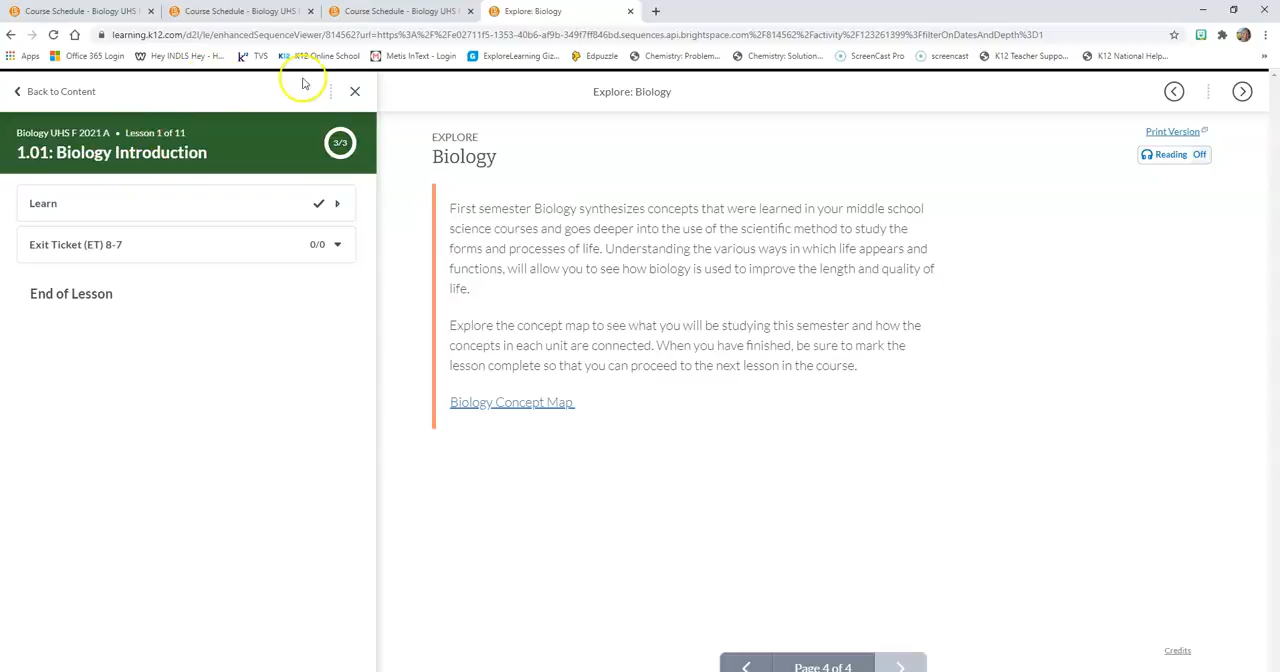 Course Schedule - Biology UHS
Course Schedule - Biology UHS
Course Schedule - Biology UHS
Explore: Biology
learning.k12.com/d2l/le/enhancedSequenceViewer/814562?url=https%3A%2F%2Fe02711f5-1353-40b6-af9b-349f7ff846bd.sequences.api.brightspace.com%2F814562%2Factivity%2F123261399%3FfilterOnDatesAndDepth%3D1
Apps
Office 365 Login
Hey INDLS Hey - H...
TVS
K12 Online School
Metis InText - Login
ExploreLearning Giz...
Edpuzzle
Chemistry: Problem...
Chemistry: Solution...
ScreenCast Pro
screencast
K12 Teacher Suppo...
K12 National Help...
Back to Content
Explore: Biology
Biology UHS F 2021 A • Lesson 1 of 11
1.01: Biology Introduction
3/3
Learn
Exit Ticket (ET) 8-7
0/0
End of Lesson
EXPLORE
Biology
Print Version
Reading Off
First semester Biology synthesizes concepts that were learned in your middle school
science courses and goes deeper into the use of the scientific method to study the
forms and processes of life. Understanding the various ways in which life appears and
functions, will allow you to see how biology is used to improve the length and quality of
life.
Explore the concept map to see what you will be studying this semester and how the
concepts in each unit are connected. When you have finished, be sure to mark the
lesson complete so that you can proceed to the next lesson in the course.
Biology Concept Map
Credits
Page 4 of 4